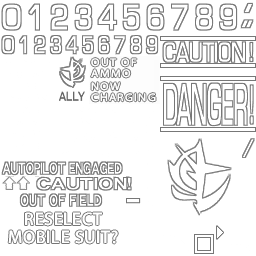 0123456789:
0123456789
CAUTION!
OUT OF
AMMO
NOW
ALLY CHARGING
DANGER!
AUTOPILOT ENGAGED
⇧⇧ CAUTION!
OUT OF FIELD
RESELECT
MOBILE SUIT?